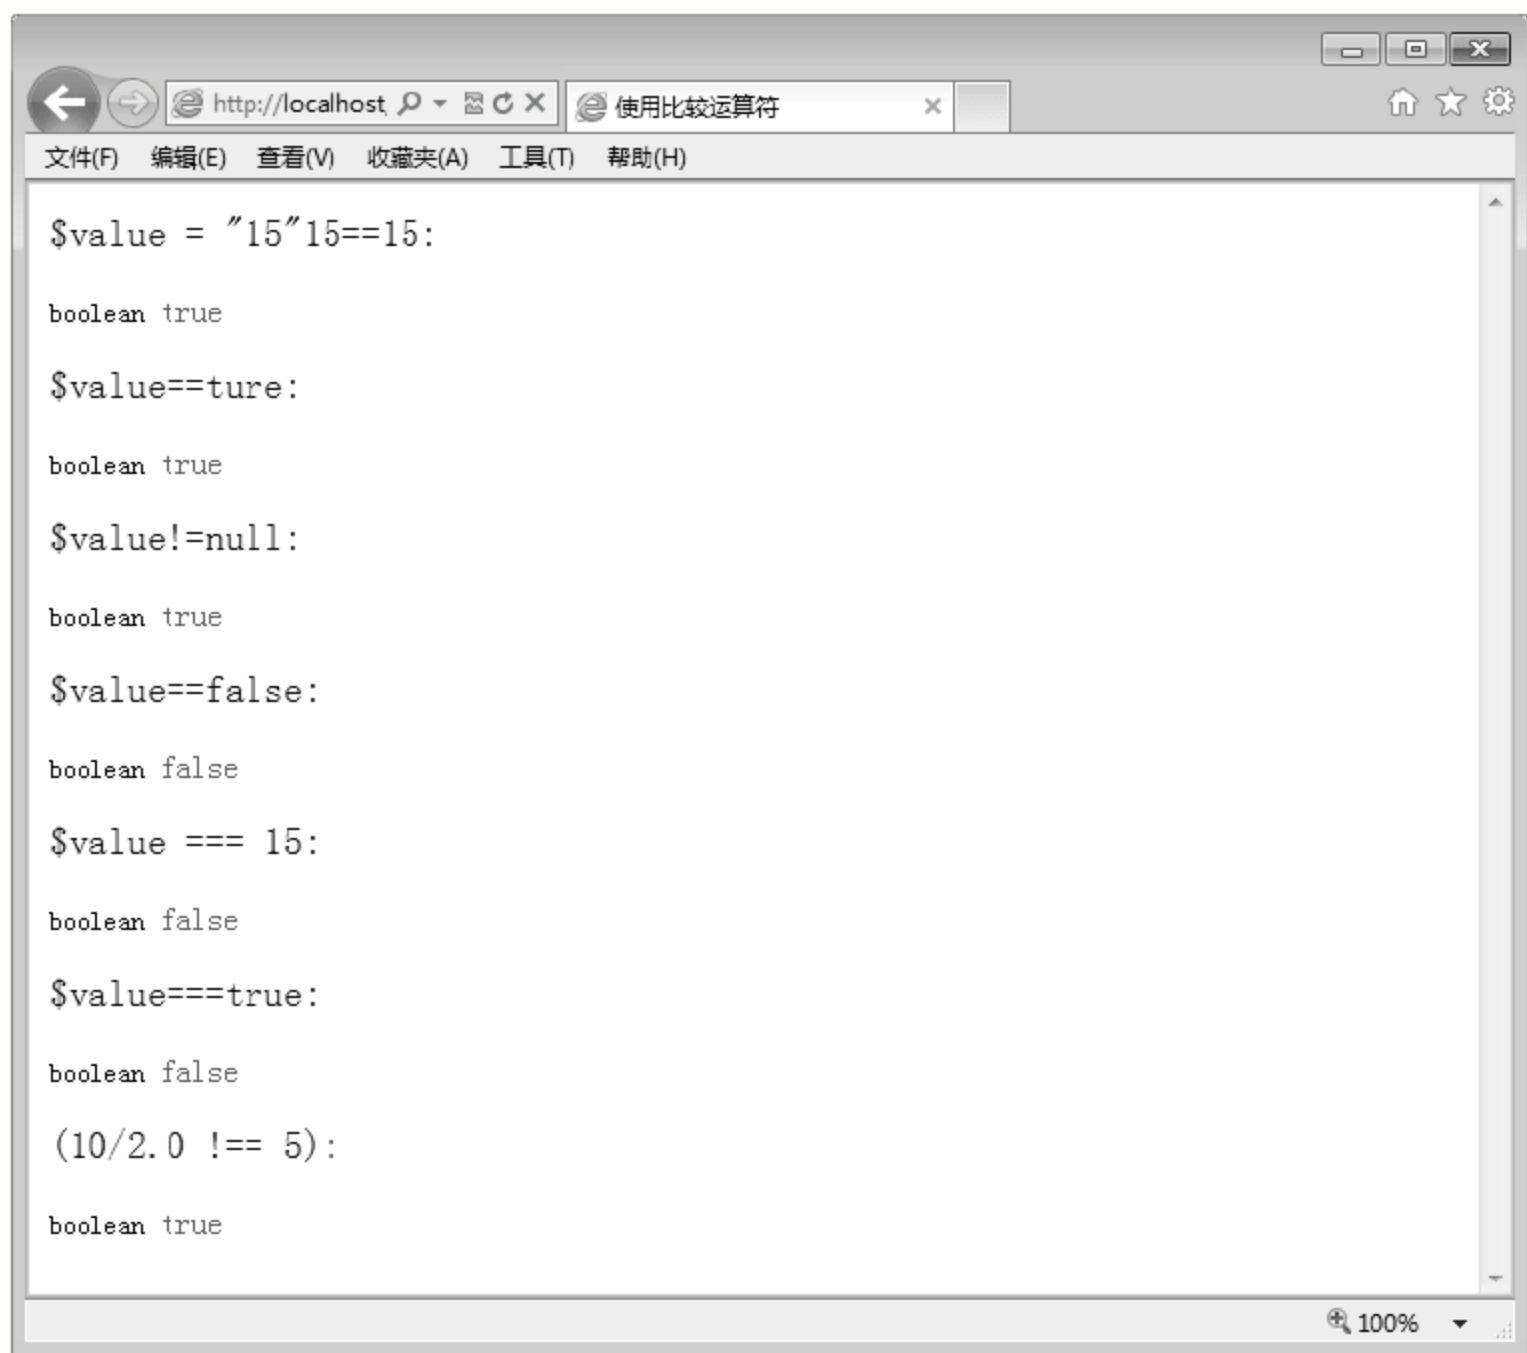 http://localhost
使用比较运算符
文件(F) 编辑(E) 查看(V) 收藏夹(A) 工具(T) 帮助(H)
$value = "15"15==15:
boolean true
$value==ture:
boolean true
$value!=null:
boolean true
$value==false:
boolean false
$value === 15:
boolean false
$value===true:
boolean false
(10/2.0 !== 5):
boolean true
100%